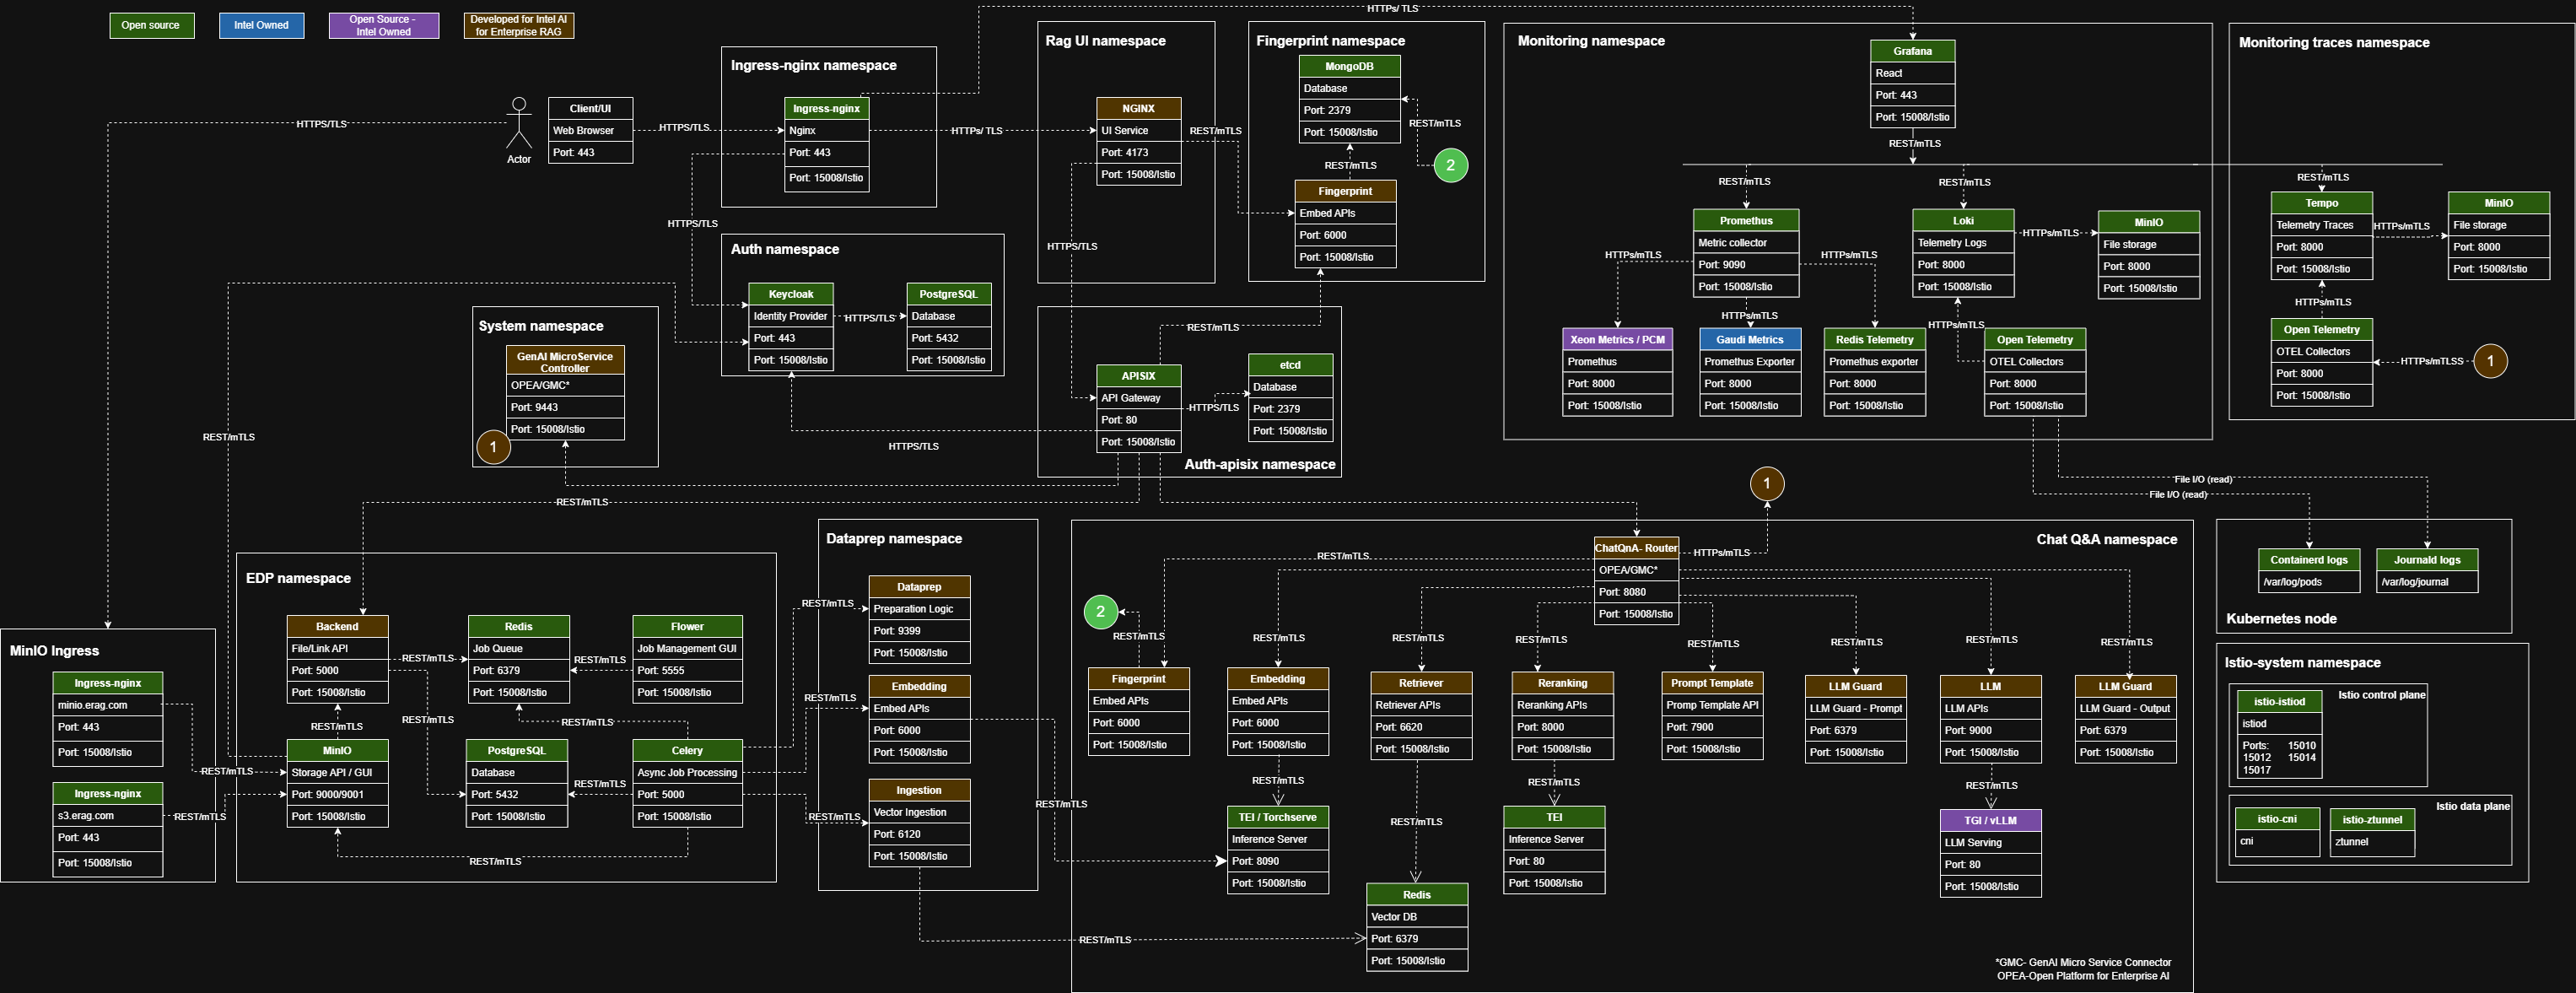 Open source
Intel Owned
Open Source -
Intel Owned
Developed for Intel AI
for Enterprise RAG
HTTPs/ TLS
Actor
Client/UI
Web Browser
Port: 443
HTTPS/TLS
HTTPS/TLS
Ingress-nginx namespace
Ingress-nginx
Nginx
Port: 443
Port: 15008/Istio
HTTPs/ TLS
HTTPS/TLS
Rag UI namespace
NGINX
UI Service
Port: 4173
Port: 15008/Istio
REST/mTLS
HTTPS/TLS
Fingerprint namespace
MongoDB
Database
Port: 2379
Port: 15008/Istio
REST/mTLS
2
REST/mTLS
Fingerprint
Embed APIs
Port: 6000
Port: 15008/Istio
REST/mTLS
Monitoring namespace
Grafana
React
Port: 443
Port: 15008/Istio
REST/mTLS
REST/mTLS
REST/mTLS
Promethus
Metric collector
Port: 9090
Port: 15008/Istio
Loki
Telemetry Logs
Port: 8000
Port: 15008/Istio
HTTPs/mTLS
MinIO
File storage
Port: 8000
Port: 15008/Istio
HTTPs/mTLS
HTTPs/mTLS
HTTPs/mTLS
HTTPs/mTLS
Xeon Metrics / PCM
Promethus
Port: 8000
Port: 15008/Istio
Gaudi Metrics
Promethus Exporter
Port: 8000
Port: 15008/Istio
Redis Telemetry
Promethus exporter
Port: 8000
Port: 15008/Istio
Open Telemetry
OTEL Collectors
Port: 8000
Port: 15008/Istio
Monitoring traces namespace
REST/mTLS
Tempo
Telemetry Traces
Port: 8000
Port: 15008/Istio
HTTPs/mTLS
MinIO
File storage
Port: 8000
Port: 15008/Istio
HTTPs/mTLS
Open Telemetry
OTEL Collectors
Port: 8000
Port: 15008/Istio
HTTPs/mTLSS
1
Auth namespace
Keycloak
Identity Provider
Port: 443
Port: 15008/Istio
HTTPS/TLS
PostgreSQL
Database
Port: 5432
Port: 15008/Istio
HTTPS/TLS
System namespace
GenAI MicroService
Controller
OPEA/GMC*
Port: 9443
Port: 15008/Istio
1
REST/mTLS
APISIX
API Gateway
Port: 80
Port: 15008/Istio
HTTPS/TLS
etcd
Database
Port: 2379
Port: 15008/Istio
Auth-apisix namespace
REST/mTLS
REST/mTLS
File I/O (read)
File I/O (read)
Kubernetes node
Containerd logs
/var/log/pods
Journald logs
/var/log/journal
MinIO Ingress
Ingress-nginx
minio.erag.com
Port: 443
Port: 15008/Istio
Ingress-nginx
s3.erag.com
Port: 443
Port: 15008/Istio
REST/mTLS
REST/mTLS
EDP namespace
Backend
File/Link API
Port: 5000
Port: 15008/Istio
REST/mTLS
Redis
Job Queue
Port: 6379
Port: 15008/Istio
REST/mTLS
Flower
Job Management GUI
Port: 5555
Port: 15008/Istio
REST/mTLS
REST/mTLS
REST/mTLS
MinIO
Storage API / GUI
Port: 9000/9001
Port: 15008/Istio
PostgreSQL
Database
Port: 5432
Port: 15008/Istio
REST/mTLS
Celery
Async Job Processing
Port: 5000
Port: 15008/Istio
REST/mTLS
Dataprep namespace
REST/mTLS
Dataprep
Preparation Logic
Port: 9399
Port: 15008/Istio
REST/mTLS
Embedding
Embed APIs
Port: 6000
Port: 15008/Istio
REST/mTLS
Ingestion
Vector Ingestion
Port: 6120
Port: 15008/Istio
REST/mTLS
REST/mTLS
Chat Q&A namespace
1
HTTPs/mTLS
ChatQnA- Router
OPEA/GMC*
Port: 8080
Port: 15008/Istio
REST/mTLS
2
REST/mTLS
REST/mTLS
REST/mTLS
REST/mTLS
REST/mTLS
REST/mTLS
REST/mTLS
REST/mTLS
Fingerprint
Embed APIs
Port: 6000
Port: 15008/Istio
Embedding
Embed APIs
Port: 6000
Port: 15008/Istio
Retriever
Retriever APIs
Port: 6620
Port: 15008/Istio
Reranking
Reranking APIs
Port: 8000
Port: 15008/Istio
Prompt Template
Promp Template API
Port: 7900
Port: 15008/Istio
LLM Guard
LLM Guard - Prompt
Port: 6379
Port: 15008/Istio
LLM
LLM APIs
Port: 9000
Port: 15008/Istio
LLM Guard
LLM Guard - Output
Port: 6379
Port: 15008/Istio
REST/mTLS
REST/mTLS
REST/mTLS
REST/mTLS
TEI / Torchserve
Inference Server
Port: 8090
Port: 15008/Istio
TEI
Inference Server
Port: 80
Port: 15008/Istio
TGI / vLLM
LLM Serving
Port: 80
Port: 15008/Istio
Redis
Vector DB
Port: 6379
Port: 15008/Istio
*GMC- GenAI Micro Service Connector
OPEA-Open Platform for Enterprise AI
Istio-system namespace
Istio control plane
istio-istiod
istiod
Ports: 15010
15012 15014
15017
Istio data plane
istio-cni
cni
istio-ztunnel
ztunnel